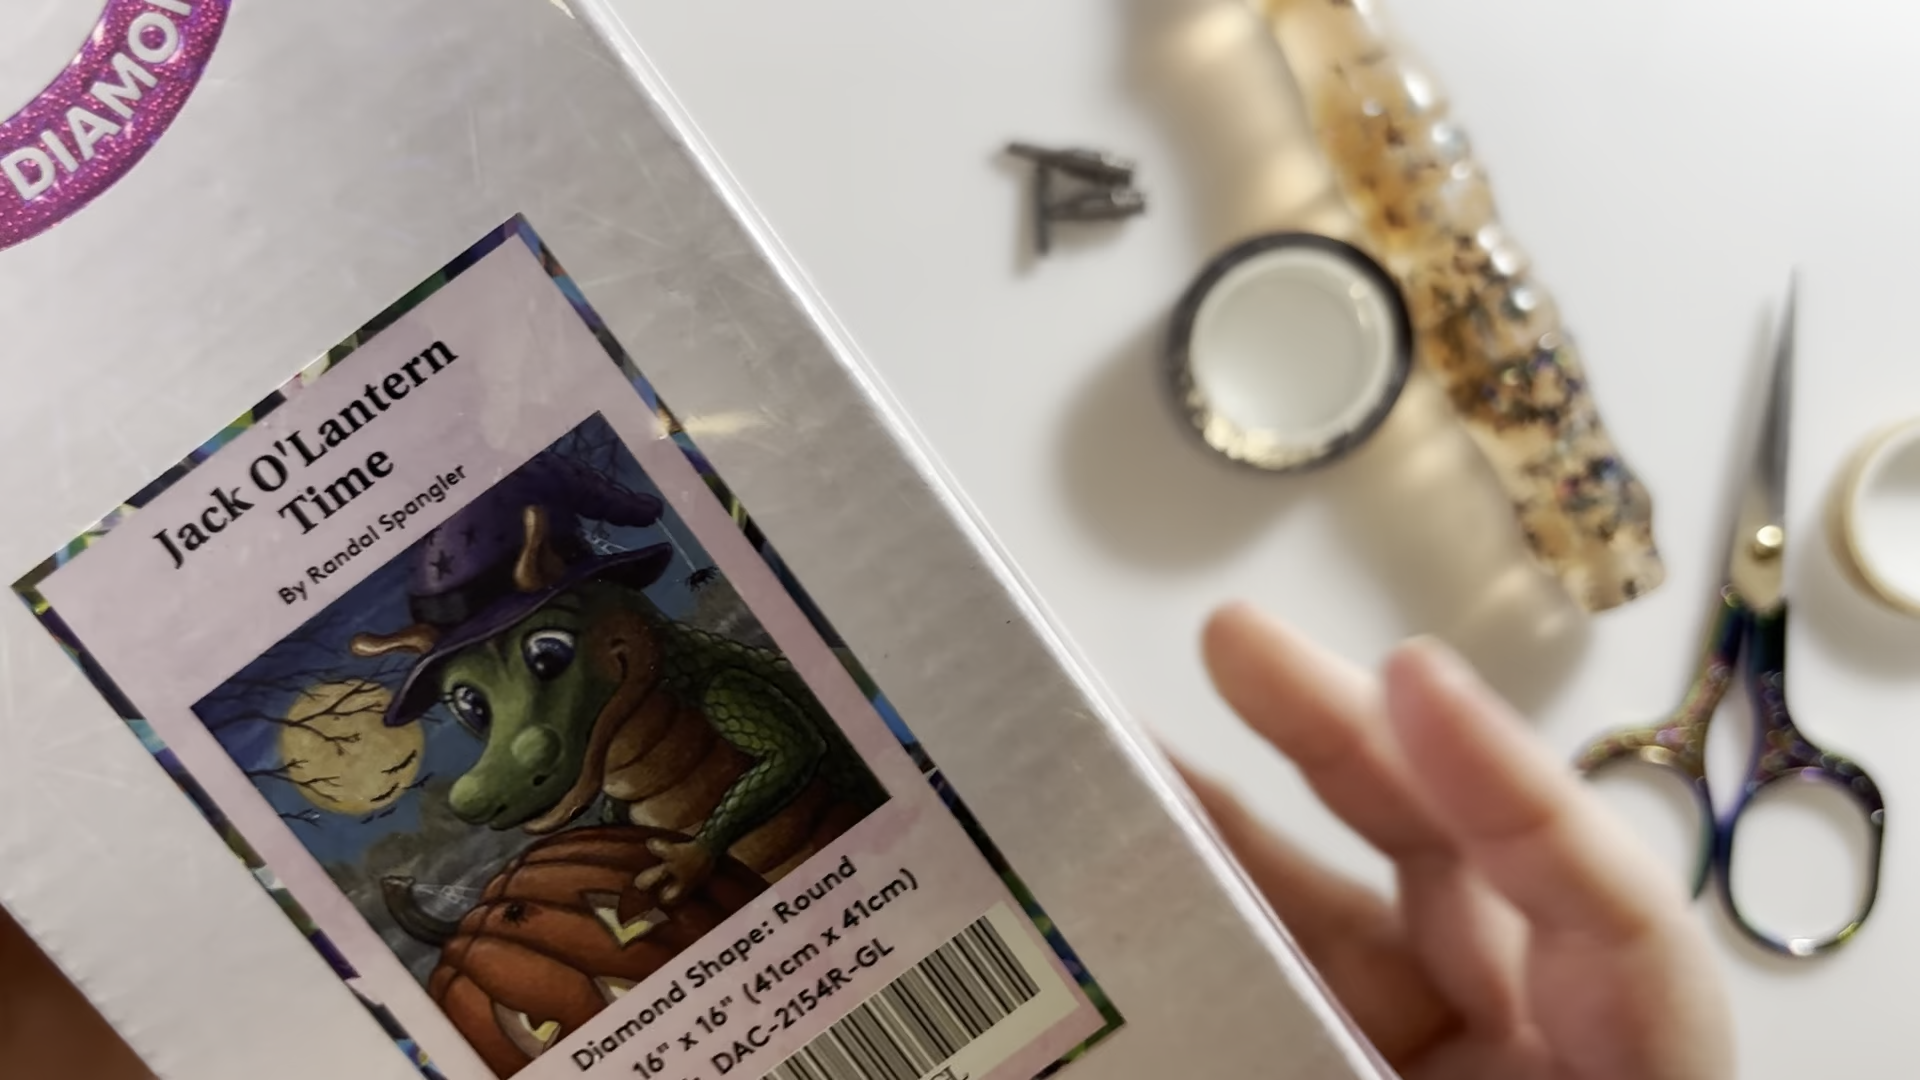 DIAMO
Jack O'Lantern
Time
By Randal Spangler
Diamond Shape: Round
16" x 16" (41cm x 41cm)
DAC-2154R-GL